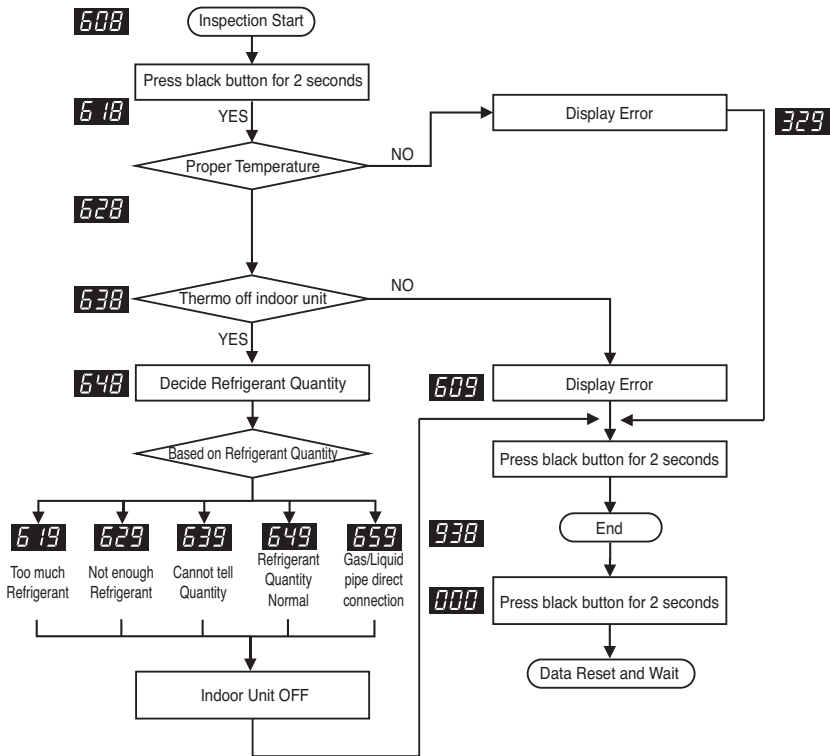 608
Inspection Start
Press black button for 2 seconds
618
YES
Display Error
329
NO
Proper Temperature
628
NO
638
Thermo off indoor unit
YES
648
Decide Refrigerant Quantity
609
Display Error
Based on Refrigerant Quantity
Press black button for 2 seconds
619
629
639
649
659
Too much
Refrigerant
Not enough
Refrigerant
Cannot tell
Quantity
Refrigerant
Quantity
Normal
Gas/Liquid
pipe direct
connection
938
End
000
Press black button for 2 seconds
Indoor Unit OFF
Data Reset and Wait